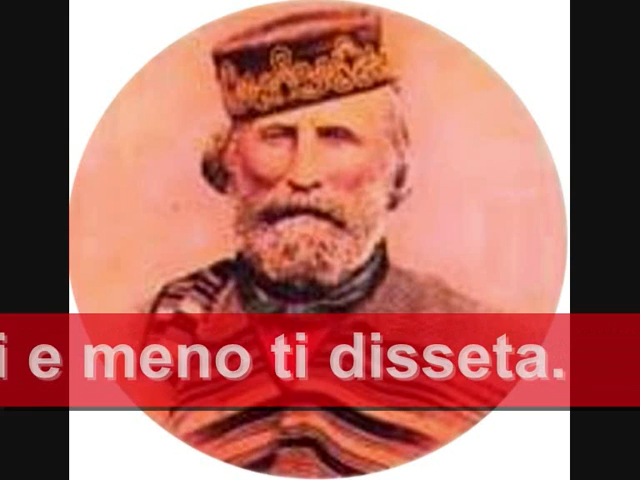 i e meno ti disseta.